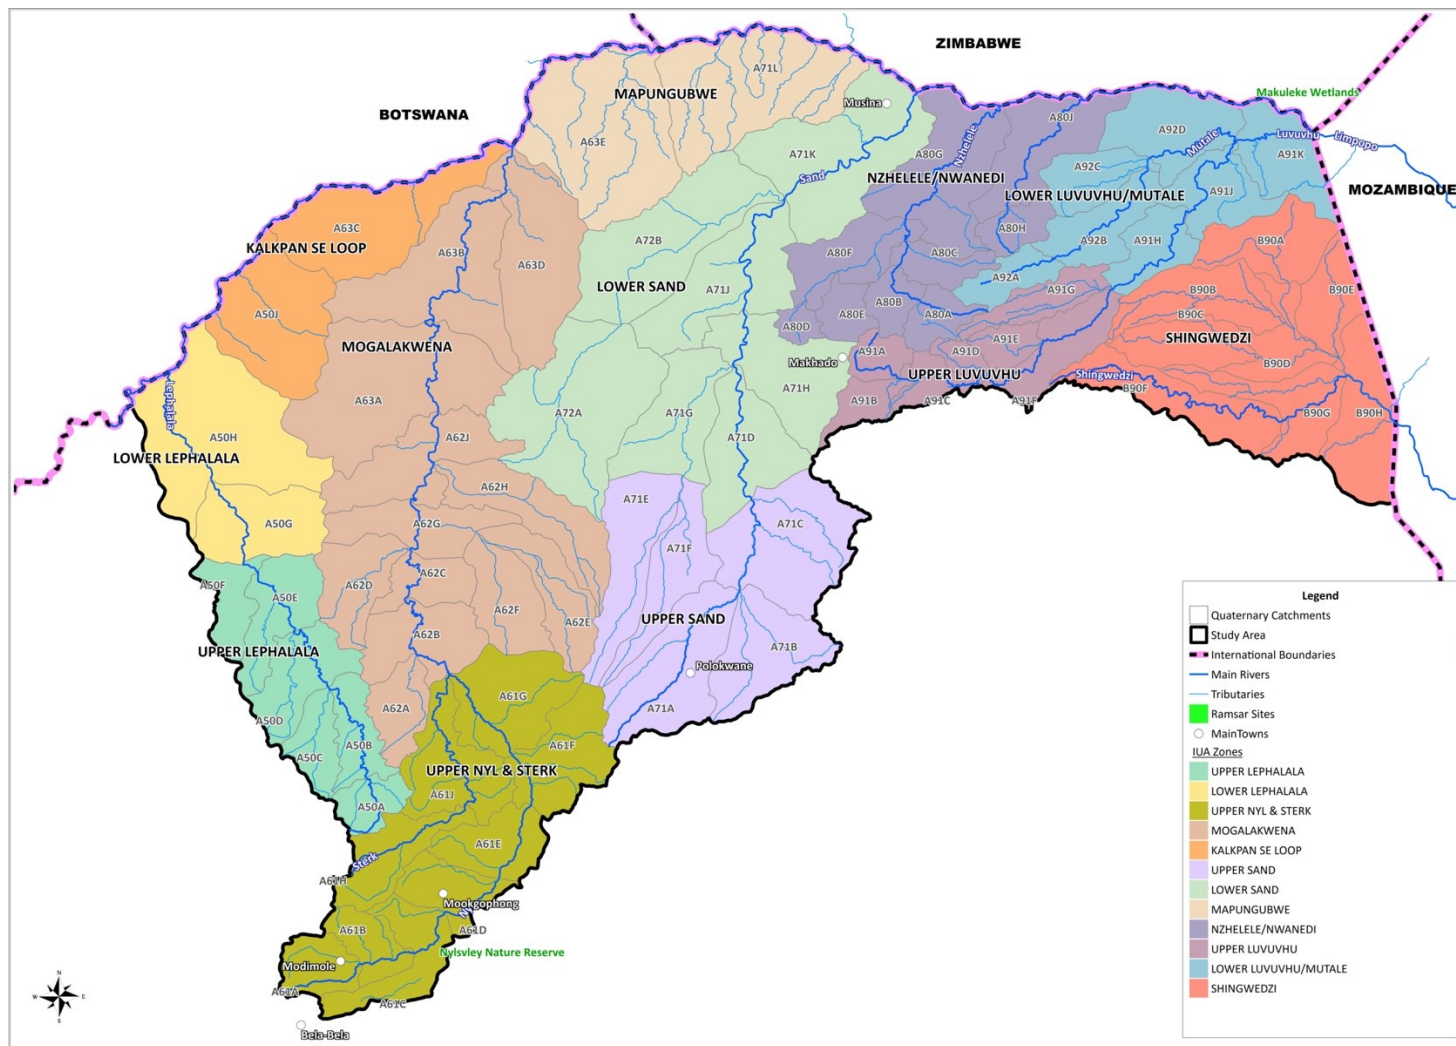 ZIMBABWE
BOTSWANA
MOZAMBIQUE
Makuleke Wetlands
MAPUNGUBWE
A71L
A63E
Musina
A71K
Sand
A80G
Nzhelele
A80J
NZHELELE/NWANEDI
A92D
Mutale
Luvuvhu
Limpopo
A91K
A92C
LOWER LUVUVHU/MUTALE
A91J
A63C
KALKPAN SE LOOP
A63B
A63D
A72B
A80F
A80C
A80H
A92B
A91H
B90A
A92A
LOWER SAND
A71J
A91G
B90B
B90E
A50J
A80B
A80E
A80A
A80D
B90C
MOGALAKWENA
A91E
SHINGWEDZI
Makhado
A91A
A91D
B90D
UPPER LUVUVHU
Shingwedzi
Lephalala
A71H
B90F
A63A
A72A
A71G
A91B
A91C
A91F
B90G
B90H
A50H
A62J
A71D
LOWER LEPHALALA
A62H
A71E
A50G
A62G
A71C
A71F
A50F
A62D
A62C
A50E
A62F
A62E
UPPER SAND
A62B
UPPER LEPHALALA
A71B
Polokwane
A61G
A62A
A71A
A50D
A50B
A61F
A50C
UPPER NYL & STERK
A61J
A50A
A61E
Sterk
A61H
Mookgophong
A61B
A61D
Nylsvley Nature Reserve
Modimole
A61A
A61C
Bela-Bela
N
W
E
S
Legend
Quaternary Catchments
Study Area
International Boundaries
Main Rivers
Tributaries
Ramsar Sites
MainTowns
IUA Zones
UPPER LEPHALALA
LOWER LEPHALALA
UPPER NYL & STERK
MOGALAKWENA
KALKPAN SE LOOP
UPPER SAND
LOWER SAND
MAPUNGUBWE
NZHELELE/NWANEDI
UPPER LUVUVHU
LOWER LUVUVHU/MUTALE
SHINGWEDZI